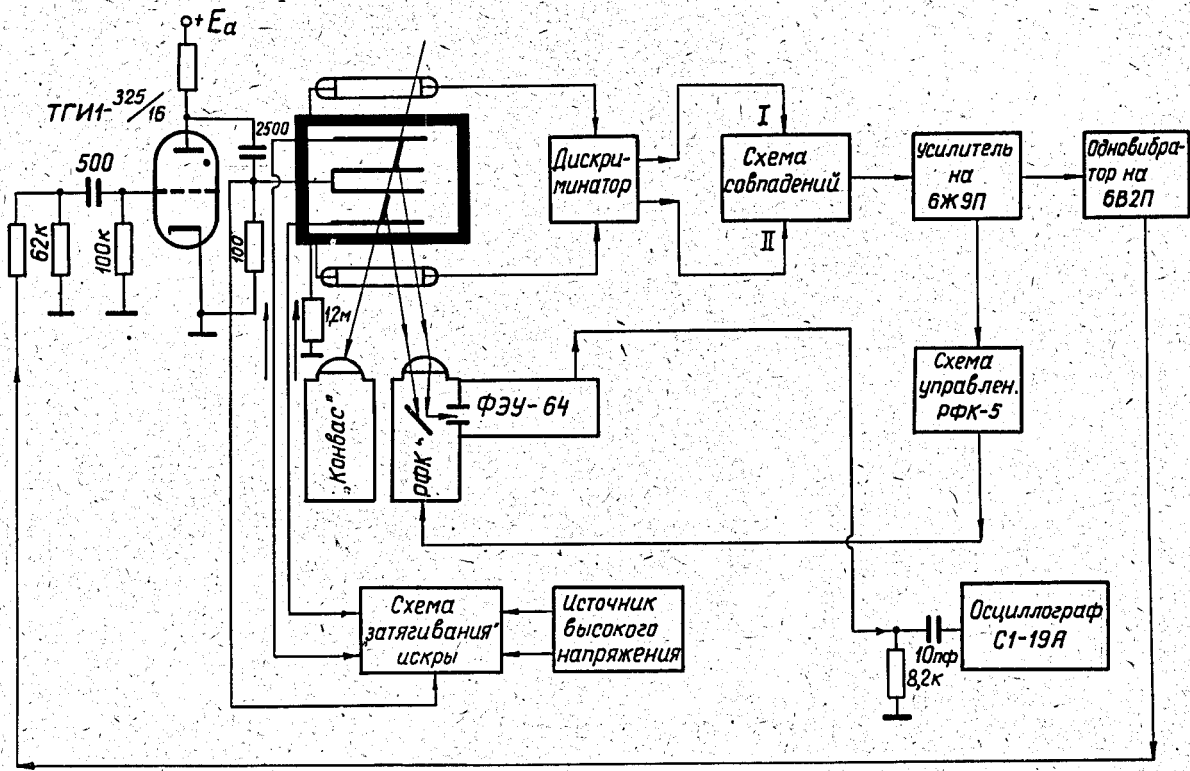 +Eа
ТГИ1-325/16
2500
500
62к
100к
100
1,2м
Дискри-
минатор
I
II
Схема
совпадений
Усилитель
на
6Ж9П
Одновибра-
тор на
6В2П
„Конвас"
„РФК"
ФЭУ-64
Схема
управлен.
РФК-5
Схема
„затягивания"
искры
Источник
высокого
напряжения
10пф
8,2к
Осциллограф
С1-19А